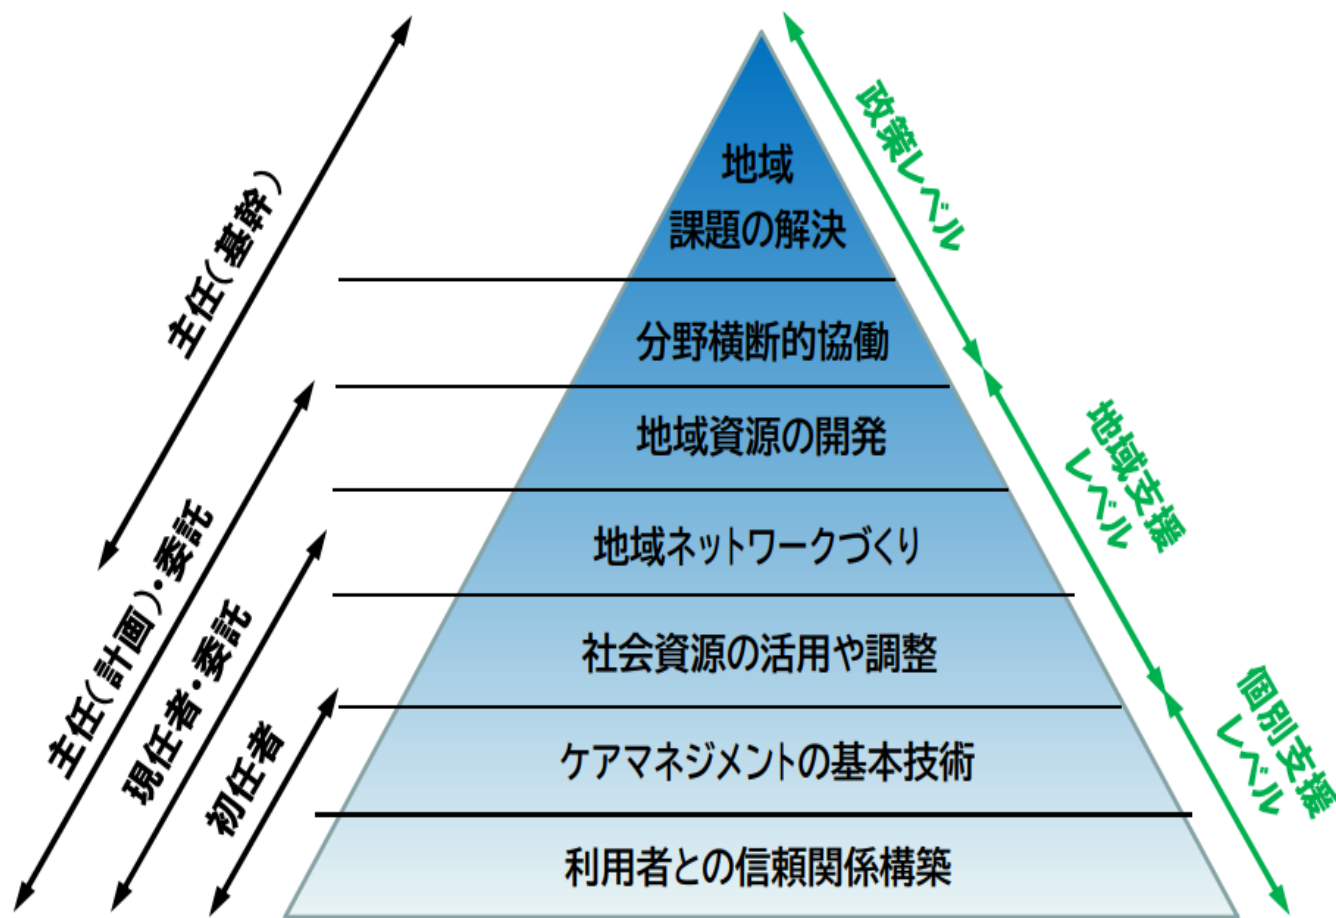 地域
課題の解決
分野横断的協働
地域資源の開発
地域ネットワークづくり
社会資源の活用や調整
ケアマネジメントの基本技術
利用者との信頼関係構築
主任(基幹)
主任(計画)・委託
現任者・委託
初任者
政策レベル
地域支援
レベル
個別支援
レベル